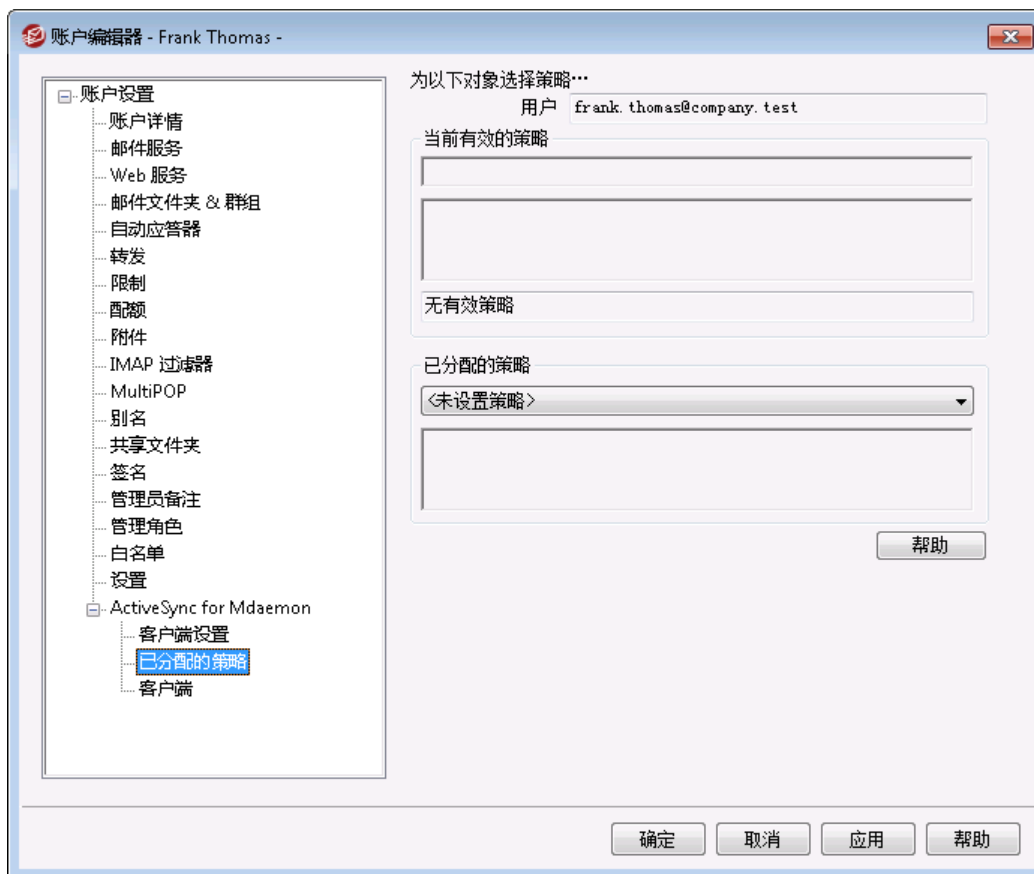 账户编辑器 - Frank Thomas -
账户设置
账户详情
邮件服务
Web 服务
邮件文件夹 & 群组
自动应答器
转发
限制
配额
附件
IMAP 过滤器
MultiPOP
别名
共享文件夹
签名
管理员备注
管理角色
白名单
设置
ActiveSync for Mdaemon
客户端设置
已分配的策略
客户端
为以下对象选择策略…
用户 frank.thomas@company.test
当前有效的策略
无有效策略
已分配的策略
<未设置策略>
帮助
确定 取消 应用 帮助